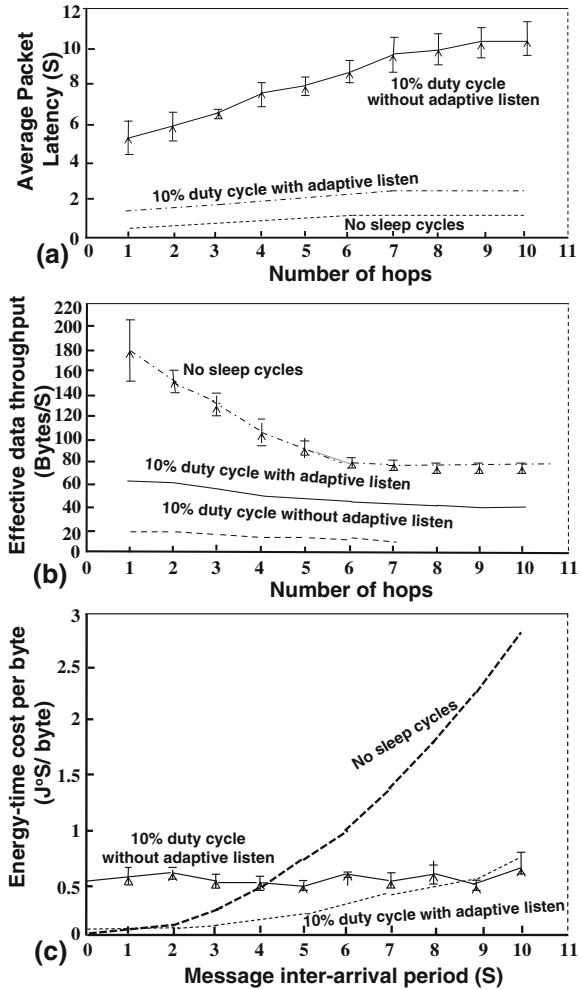 Average Packet
Latency (S)
12
10
8
6
4
2
0
10% duty cycle
without adaptive listen
10% duty cycle with adaptive listen
No sleep cycles
0 1 2 3 4 5 6 7 8 9 10 11
(a)
Number of hops
Effective data throughput
(Bytes/S)
220
200
180
160
140
120
100
80
60
40
20
0
No sleep cycles
10% duty cycle with adaptive listen
10% duty cycle without adaptive listen
0 1 2 3 4 5 6 7 8 9 10 11
(b)
Number of hops
Energy-time cost per byte
(J°S/ byte)
3
2.5
2
1.5
1
0.5
0
No sleep cycles
10% duty cycle
without adaptive listen
10% duty cycle with adaptive listen
0 1 2 3 4 5 6 7 8 9 10 11
(c)
Message inter-arrival period (S)